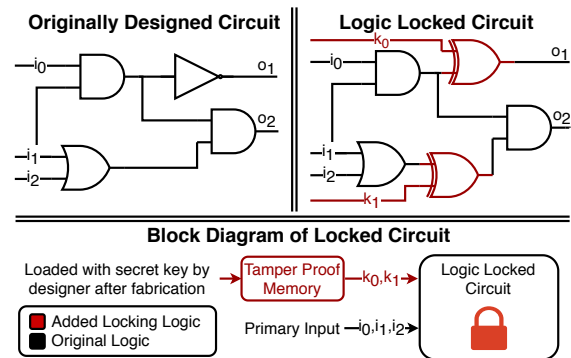 Originally Designed Circuit
i0
o1
o2
i1
i2
Logic Locked Circuit
k0
i0
o1
o2
i1
i2
k1
Block Diagram of Locked Circuit
Loaded with secret key by
designer after fabrication
Tamper Proof
Memory
k0,k1
Logic Locked
Circuit
Added Locking Logic
Original Logic
Primary Input
i0,i1,i2